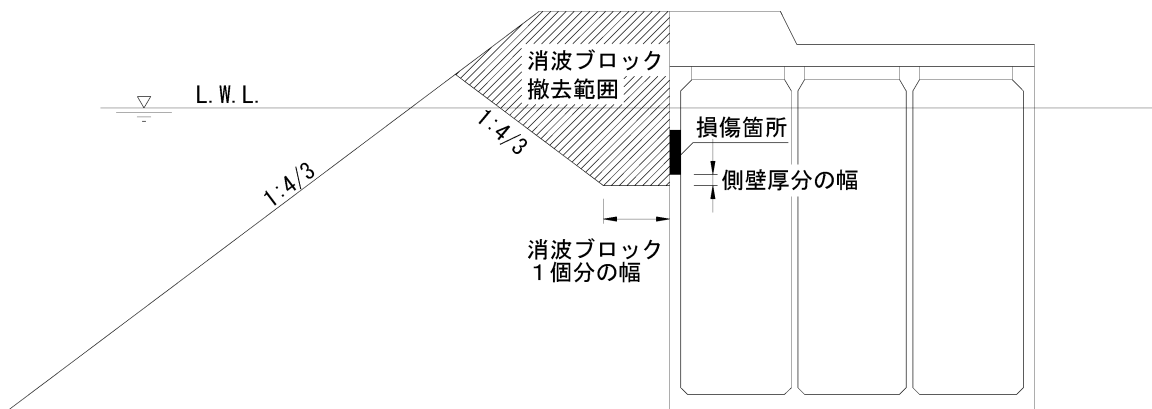 消波ブロック
撤去範囲
L.W.L.
1:4/3
損傷箇所
1:4/3
側壁厚分の幅
消波ブロック
１個分の幅